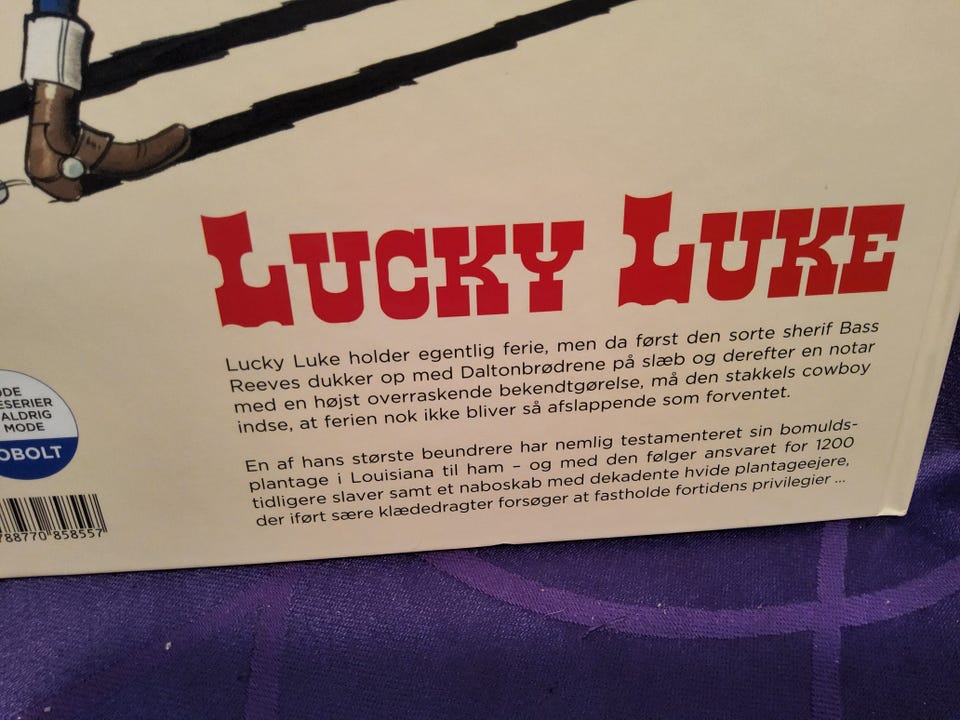 LUCKY LUKE
Lucky Luke holder egentlig ferie, men da først den sorte sherif Bass
Reeves dukker op med Daltonbrødrene på slæb og derefter en notar
med en højst overraskende bekendtgørelse, må den stakkels cowboy
indse, at ferien nok ikke bliver så afslappende som forventet.
En af hans største beundrere har nemlig testamenteret sin bomulds-
plantage i Louisiana til ham – og med den følger ansvaret for 1200
tidligere slaver samt et naboskab med dekadente hvide plantageejere,
der iført sære klædedragter forsøger at fastholde fortidens privilegier ...
ODE
ESERIER
ALDRIG
MODE
OBOLT
788770 858557